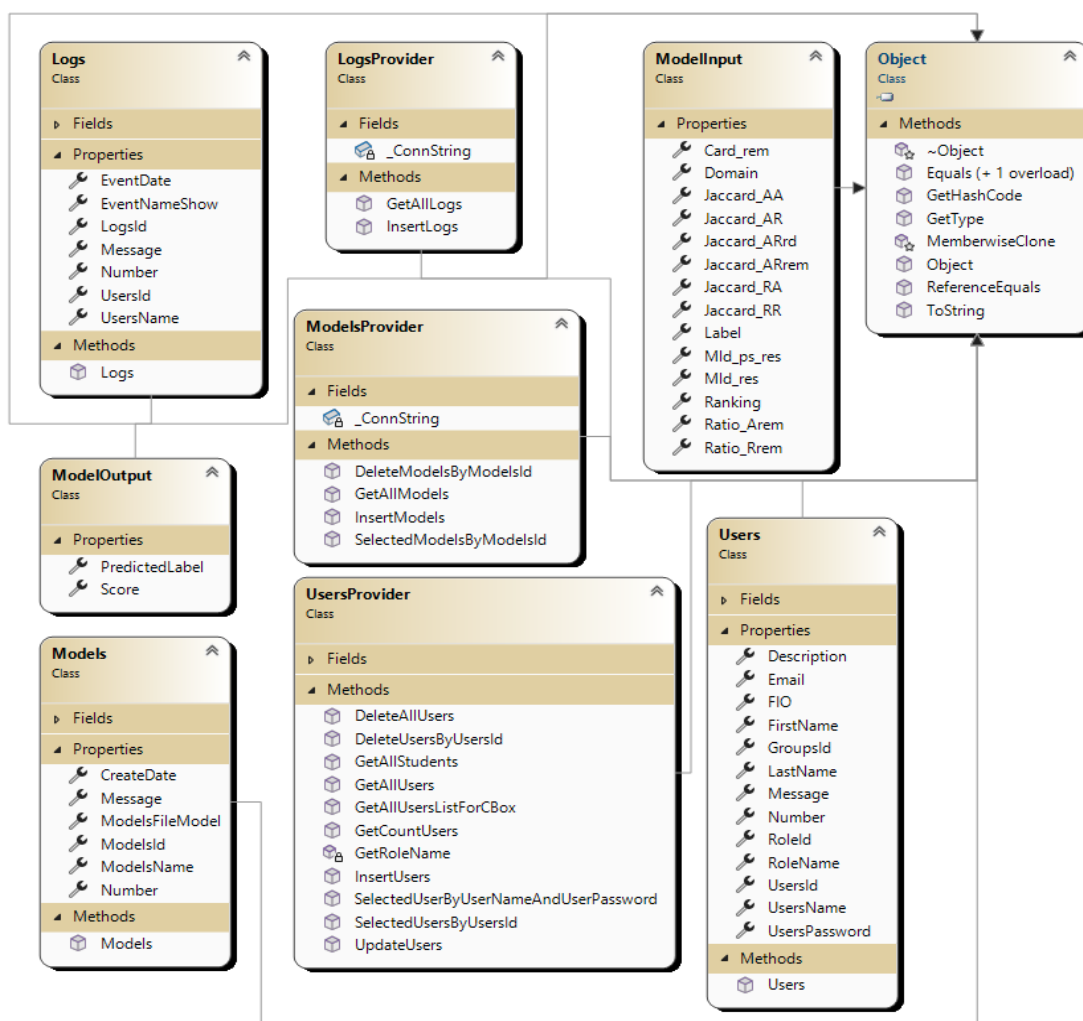 Logs
Class
Fields
Properties
EventDate
EventNameShow
LogsId
Message
Number
UsersId
UsersName
Methods
Logs
LogsProvider
Class
Fields
_ConnString
Methods
GetAllLogs
InsertLogs
ModelInput
Class
Properties
Card_rem
Domain
Jaccard_AA
Jaccard_AR
Jaccard_ARrd
Jaccard_ARrem
Jaccard_RA
Jaccard_RR
Label
Mld_ps_res
Mld_res
Ranking
Ratio_Arem
Ratio_Rrem
Object
Class
Methods
~Object
Equals (+ 1 overload)
GetHashCode
GetType
MemberwiseClone
Object
ReferenceEquals
ToString
ModelsProvider
Class
Fields
_ConnString
Methods
DeleteModelsByModelsId
GetAllModels
InsertModels
SelectedModelsByModelsId
ModelOutput
Class
Properties
PredictedLabel
Score
Users
Class
Fields
Properties
Description
Email
FIO
FirstName
GroupsId
LastName
Message
Number
RoleId
RoleName
UsersId
UsersName
UsersPassword
Methods
Users
UsersProvider
Class
Fields
Methods
DeleteAllUsers
DeleteUsersByUsersId
GetAllStudents
GetAllUsers
GetAllUsersListForCBox
GetCountUsers
GetRoleName
InsertUsers
SelectedUserByUserNameAndUserPassword
SelectedUsersByUsersId
UpdateUsers
Models
Class
Fields
Properties
CreateDate
Message
ModelsFileModel
ModelsId
ModelsName
Number
Methods
Models